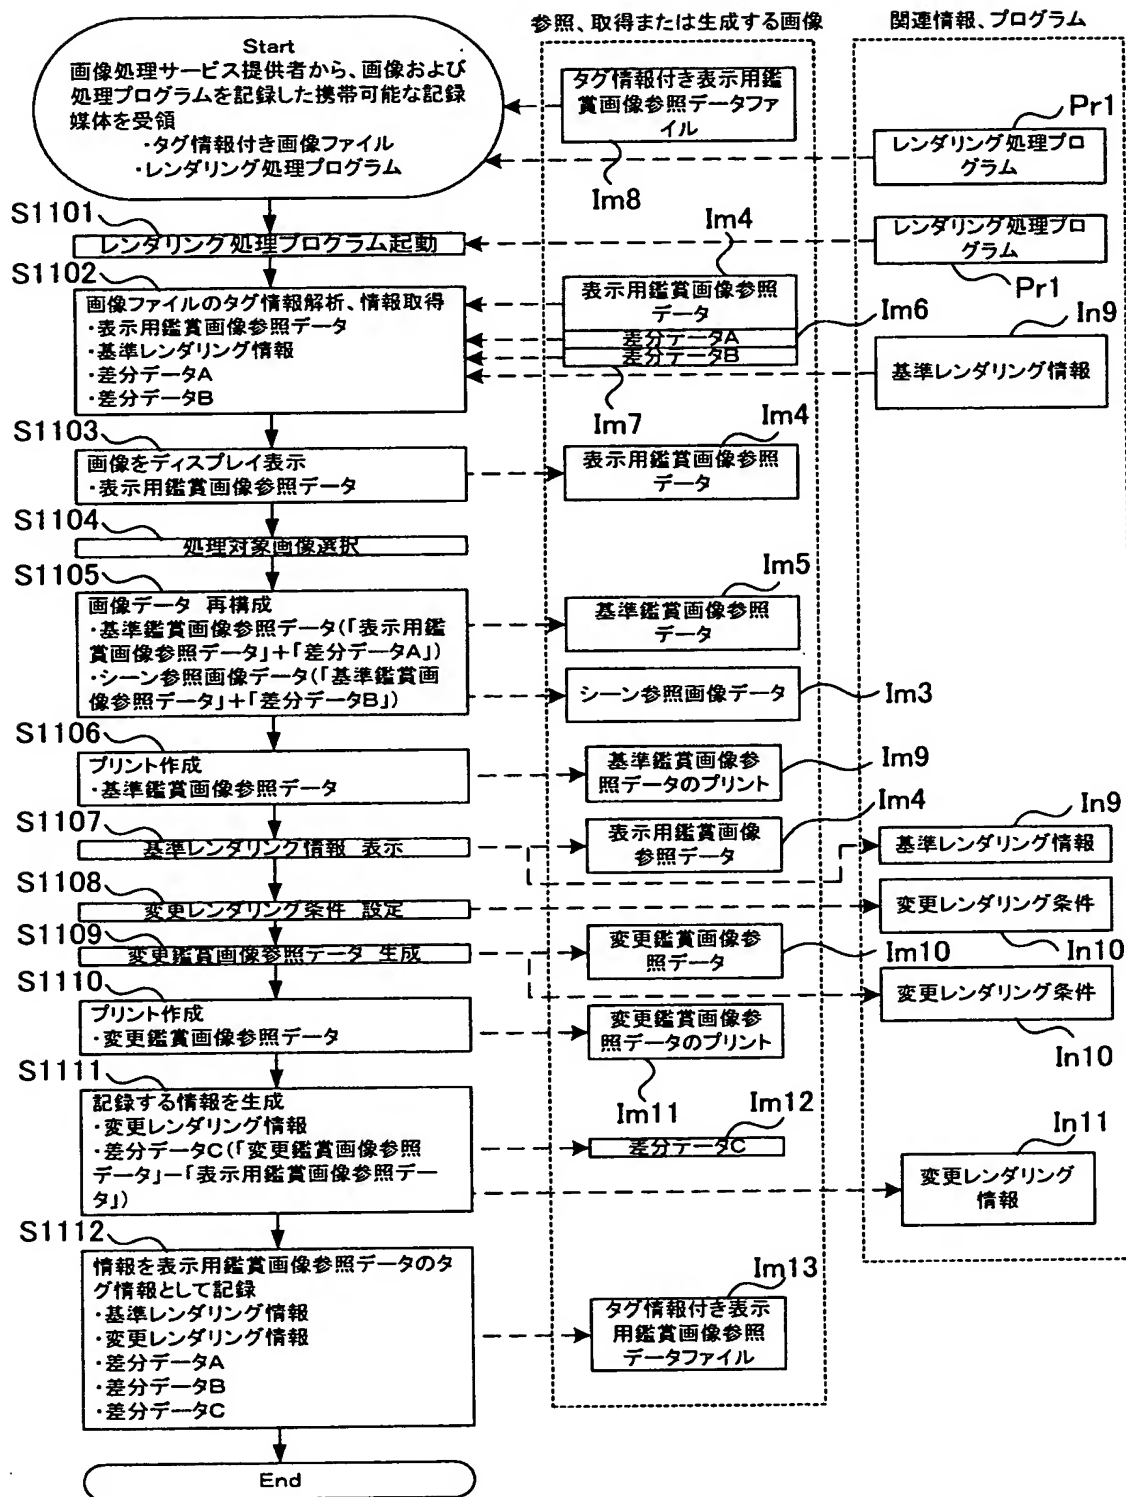 参照、取得または生成する画像
関連情報、プログラム
Start
画像処理サービス提供者から、画像および
処理プログラムを記録した携帯可能な記録
媒体を受領
・タグ情報付き画像ファイル
・レンダリング処理プログラム
タグ情報付き表示用鑑
賞画像参照データファ
イル
Im8
Pr1
レンダリング処理プロ
グラム
S1101
レンダリング処理プログラム起動
レンダリング処理プロ
グラム
Pr1
S1102
画像ファイルのタグ情報解析、情報取得
・表示用鑑賞画像参照データ
・基準レンダリング情報
・差分データA
・差分データB
Im4
表示用鑑賞画像参照
データ
差分データA
差分データB
Im6
Im7
In9
基準レンダリング情報
S1103
画像をディスプレイ表示
・表示用鑑賞画像参照データ
Im4
表示用鑑賞画像参照
データ
S1104
処理対象画像選択
S1105
画像データ 再構成
・基準鑑賞画像参照データ(「表示用鑑
賞画像参照データ」+「差分データA」)
・シーン参照画像データ(「基準鑑賞画
像参照データ」+「差分データB」)
Im5
基準鑑賞画像参照
データ
シーン参照画像データ
Im3
S1106
プリント作成
・基準鑑賞画像参照データ
基準鑑賞画像参
照データのプリント
Im9
S1107
基準レンダリング情報 表示
表示用鑑賞画像
参照データ
Im4
In9
基準レンダリング情報
S1108
変更レンダリング条件 設定
変更レンダリング条件
In10
S1109
変更鑑賞画像参照データ 生成
変更鑑賞画像参
照データ
Im10
変更レンダリング条件
In10
S1110
プリント作成
・変更鑑賞画像参照データ
変更鑑賞画像参
照データのプリント
Im11
S1111
記録する情報を生成
・変更レンダリング情報
・差分データC(「変更鑑賞画像参照
データ」-「表示用鑑賞画像参照デー
タ」)
Im12
差分データC
In11
変更レンダリング
情報
S1112
情報を表示用鑑賞画像参照データのタ
グ情報として記録
・基準レンダリング情報
・変更レンダリング情報
・差分データA
・差分データB
・差分データC
Im13
タグ情報付き表示
用鑑賞画像参照
データファイル
End